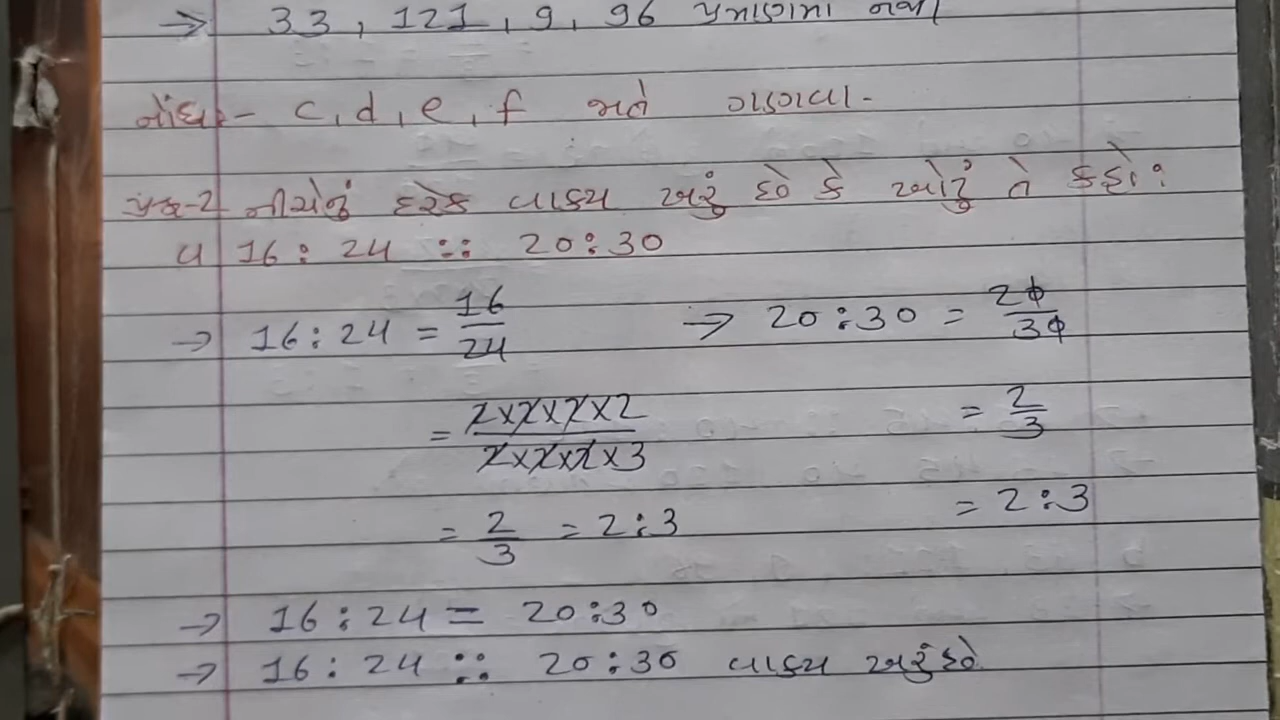 → 33, 121, 9, 96 પ્રમાણમાં નથી
નોંધ:- c, d, e, f જાતે ગણવા.
પ્રશ્ન-2 નીચેનું દરેક વાક્ય ખરું છે કે ખોટું તે કહો:
a) 16 : 24 :: 20 : 30
→ 16 : 24 = 16/24 → 20 : 30 = 20/30
= 2×2×2×2 / 2×2×2×3 = 2/3
= 2/3 = 2 : 3 = 2 : 3
→ 16 : 24 = 20 : 30
→ 16 : 24 :: 20 : 30 વાક્ય ખરું છે